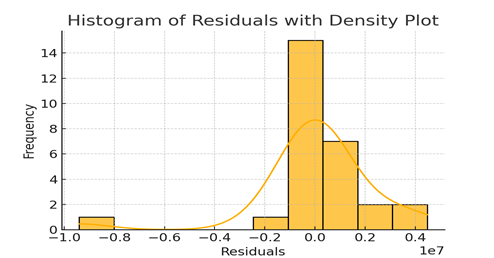 Histogram of Residuals with Density Plot
14
12
10
8
6
4
2
0
Frequency
−1.0 −0.8 −0.6 −0.4 −0.2 0.0 0.2 0.4
1e7
Residuals